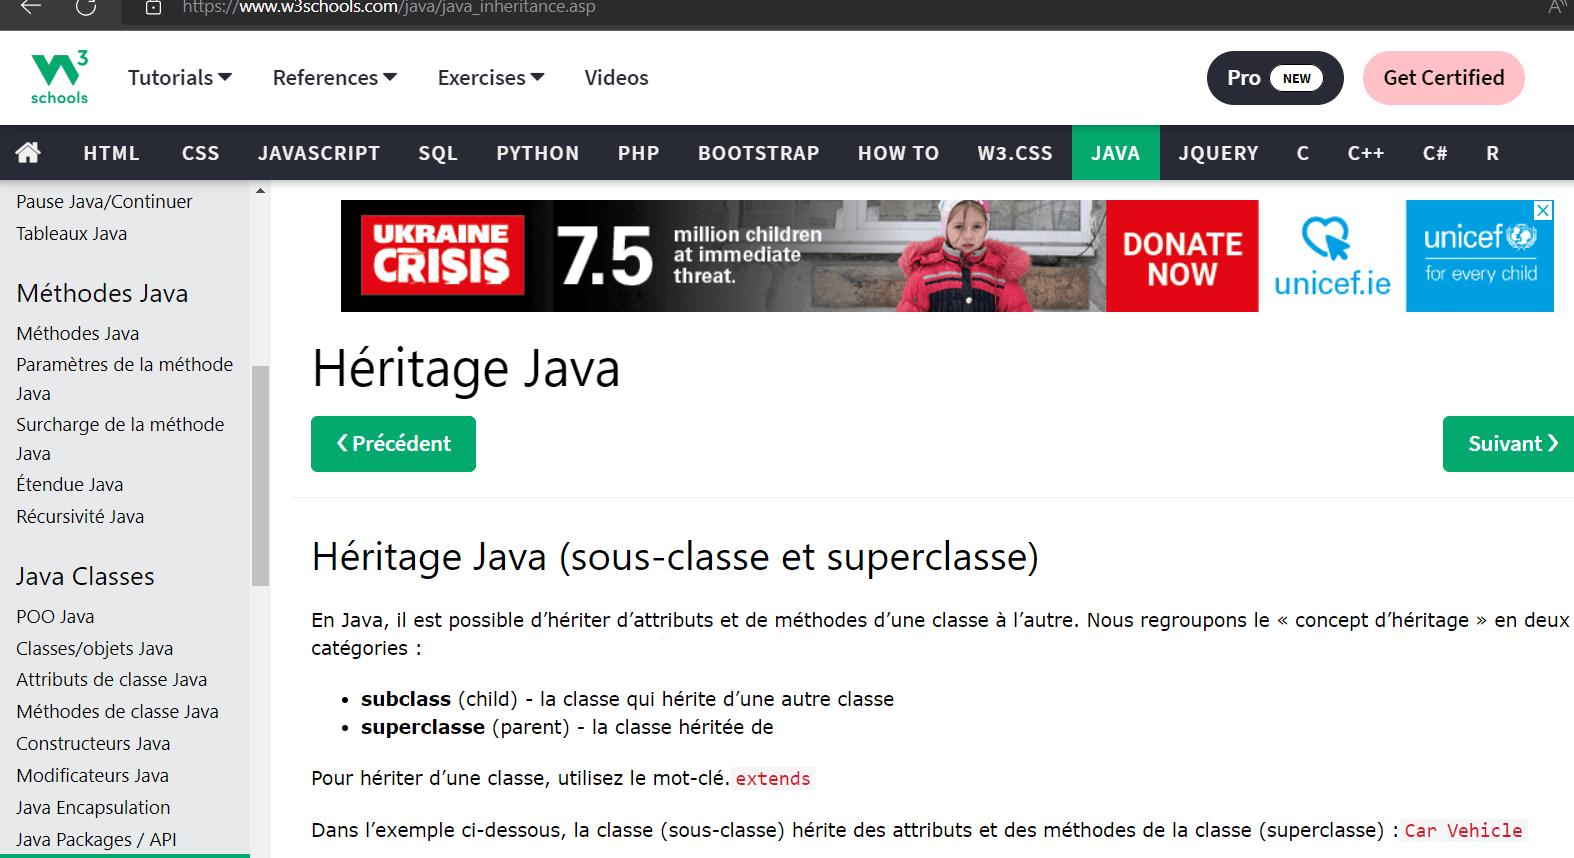 https://www.w3schools.com/java/java_inheritance.asp
W3 schools
Tutorials References Exercises Videos Pro NEW Get Certified
HTML CSS JAVASCRIPT SQL PYTHON PHP BOOTSTRAP HOW TO W3.CSS JAVA JQUERY C C++ C# R
Pause Java/Continuer
Tableaux Java
Méthodes Java
Méthodes Java
Paramètres de la méthode
Java
Surcharge de la méthode
Java
Étendue Java
Récursivité Java
Java Classes
POO Java
Classes/objets Java
Attributs de classe Java
Méthodes de classe Java
Constructeurs Java
Modificateurs Java
Java Encapsulation
Java Packages / API
UKRAINE
CRISIS
7.5
million children
at immediate
threat.
DONATE
NOW
unicef.ie
unicef
for every child
Héritage Java
❮ Précédent
Suivant ❯
Héritage Java (sous-classe et superclasse)
En Java, il est possible d’hériter d’attributs et de méthodes d’une classe à l’autre. Nous regroupons le « concept d’héritage » en deux
catégories :
• subclass (child) - la classe qui hérite d’une autre classe
• superclasse (parent) - la classe héritée de
Pour hériter d’une classe, utilisez le mot-clé. extends
Dans l’exemple ci-dessous, la classe (sous-classe) hérite des attributs et des méthodes de la classe (superclasse) : Car Vehicle